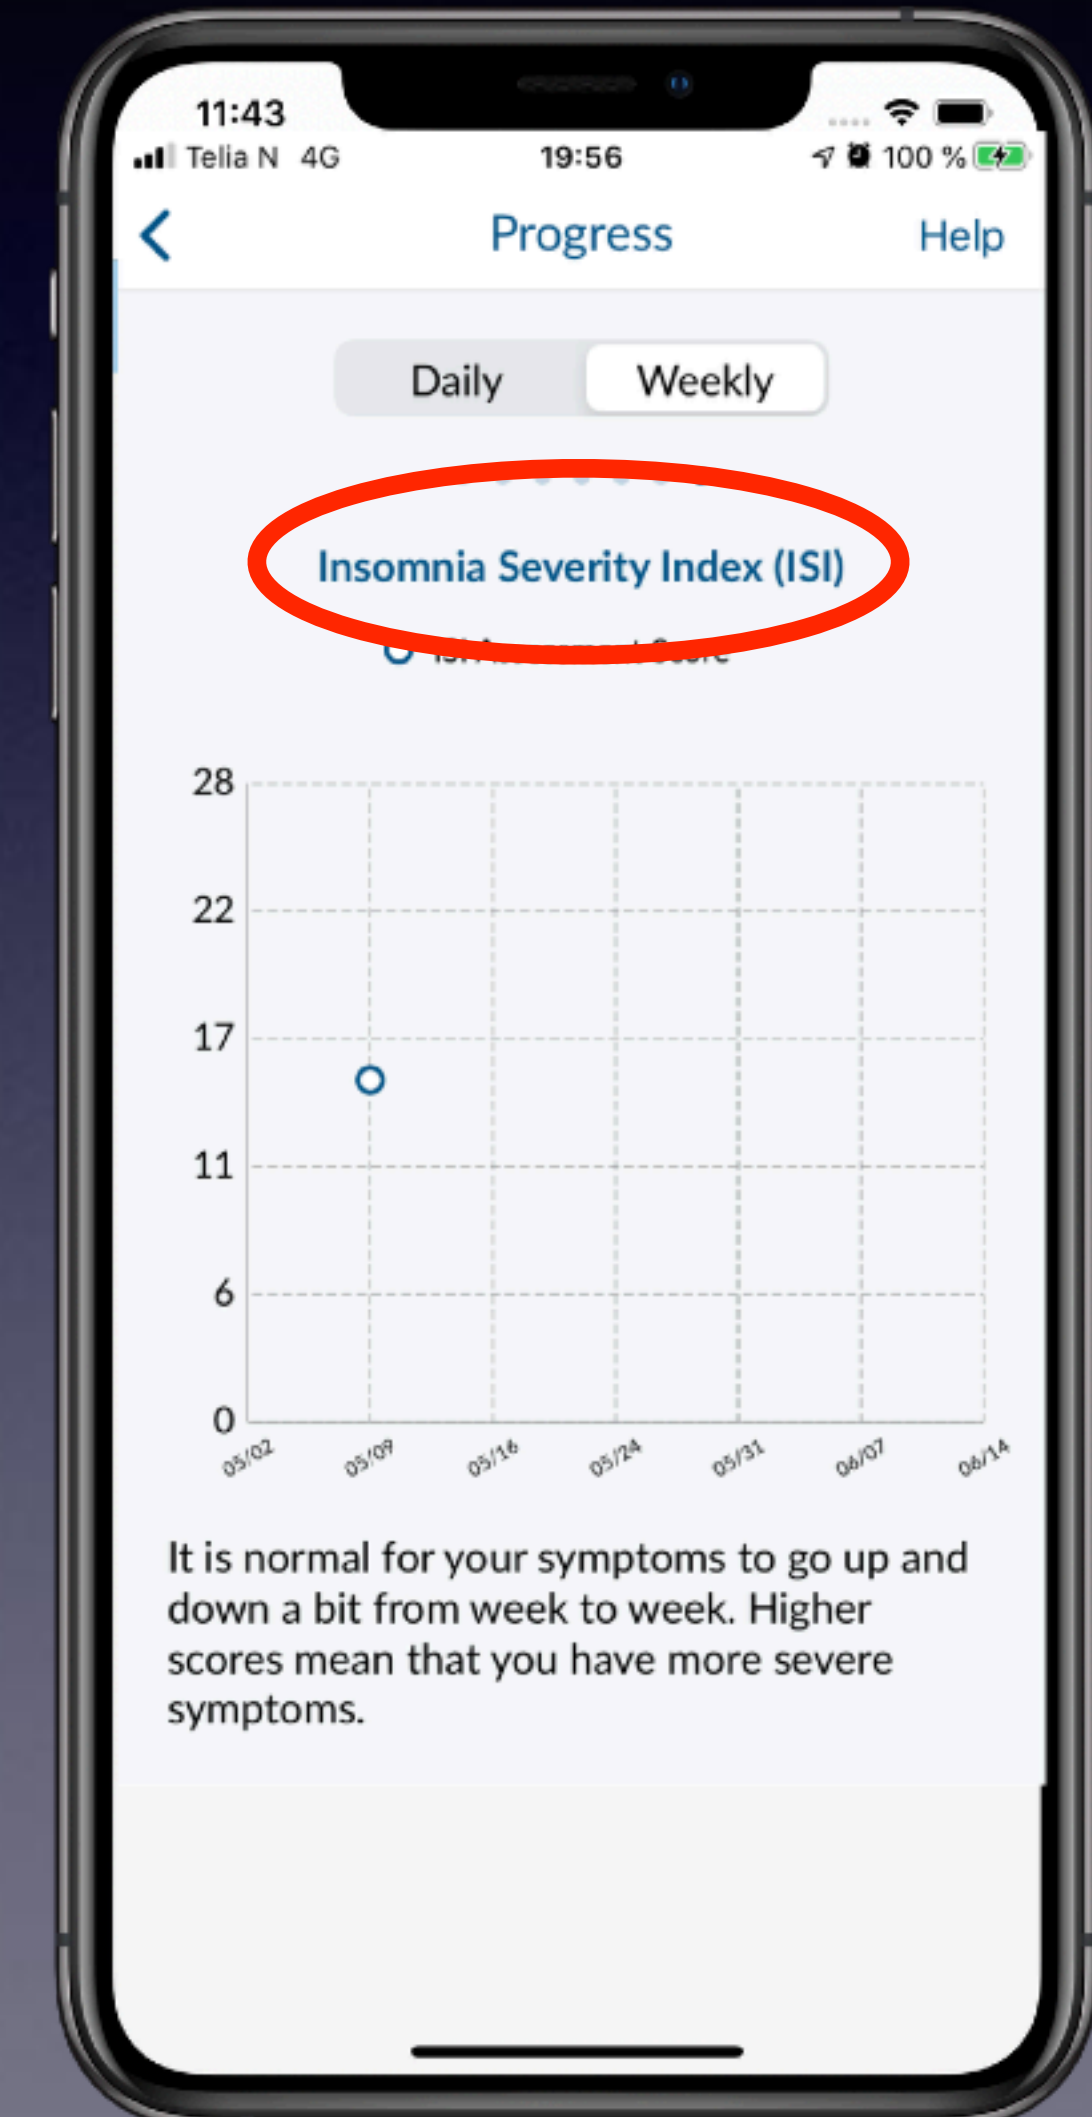 11:43
Telia N 4G 19:56 100 %
Progress Help
Daily Weekly
Insomnia Severity Index (ISI)
28
22
17
11
6
0
05/02 05/09 05/16 05/24 05/31 06/07 06/14
It is normal for your symptoms to go up and
down a bit from week to week. Higher
scores mean that you have more severe
symptoms.